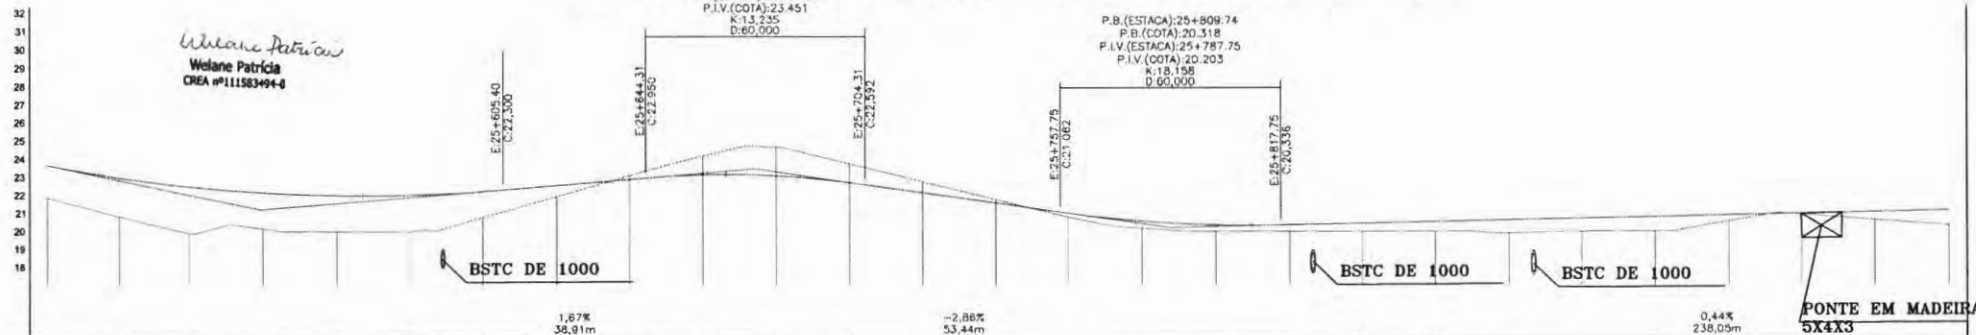 32
31
30
29
28
27
26
25
24
23
22
21
20
19
18
Welane Patrícia
Welane Patrícia
CREA nº111583494-8
P.I.V.(COTA):23.451
K:13,235
D:60,000
P.B.(ESTACA):25+809.74
P.B.(COTA):20.318
P.I.V.(ESTACA):25+787.75
P.I.V.(COTA):20.203
K:18,158
D:60,000
E:25+605.40
C:22,300
E:25+644.31
C:22.950
E:25+704.31
C:22,592
E:25+757.75
C:21.062
E:25+817.75
C:20,336
BSTC DE 1000
BSTC DE 1000
BSTC DE 1000
PONTE EM MADEIRA
5X4X3
1,67%
38,91m
-2,86%
53,44m
0,44%
238,05m